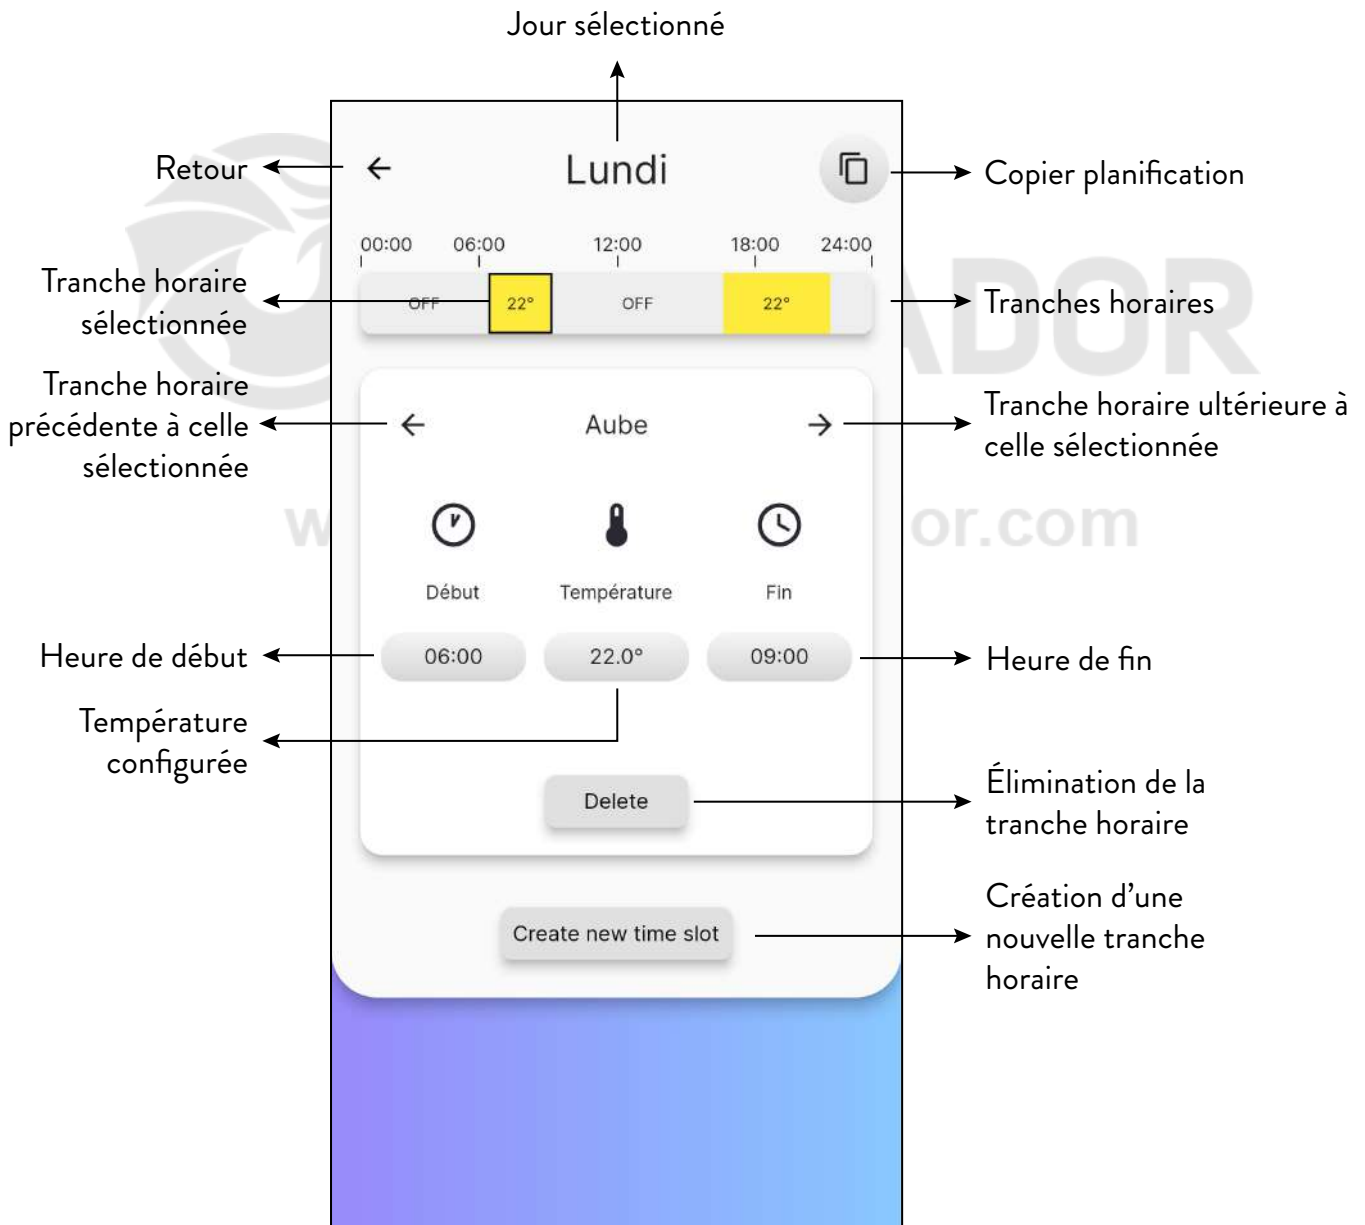 Jour sélectionné
Retour
Lundi
Copier planification
00:00 06:00 12:00 18:00 24:00
Tranche horaire
sélectionnée
OFF 22° OFF 22°
Tranches horaires
DOR
Tranche horaire
précédente à celle
sélectionnée
Aube
Tranche horaire ultérieure à
celle sélectionnée
w
or.com
Début Température Fin
Heure de début
06:00 22.0° 09:00
Heure de fin
Température
configurée
Delete
Élimination de la
tranche horaire
Create new time slot
Création d'une
nouvelle tranche
horaire